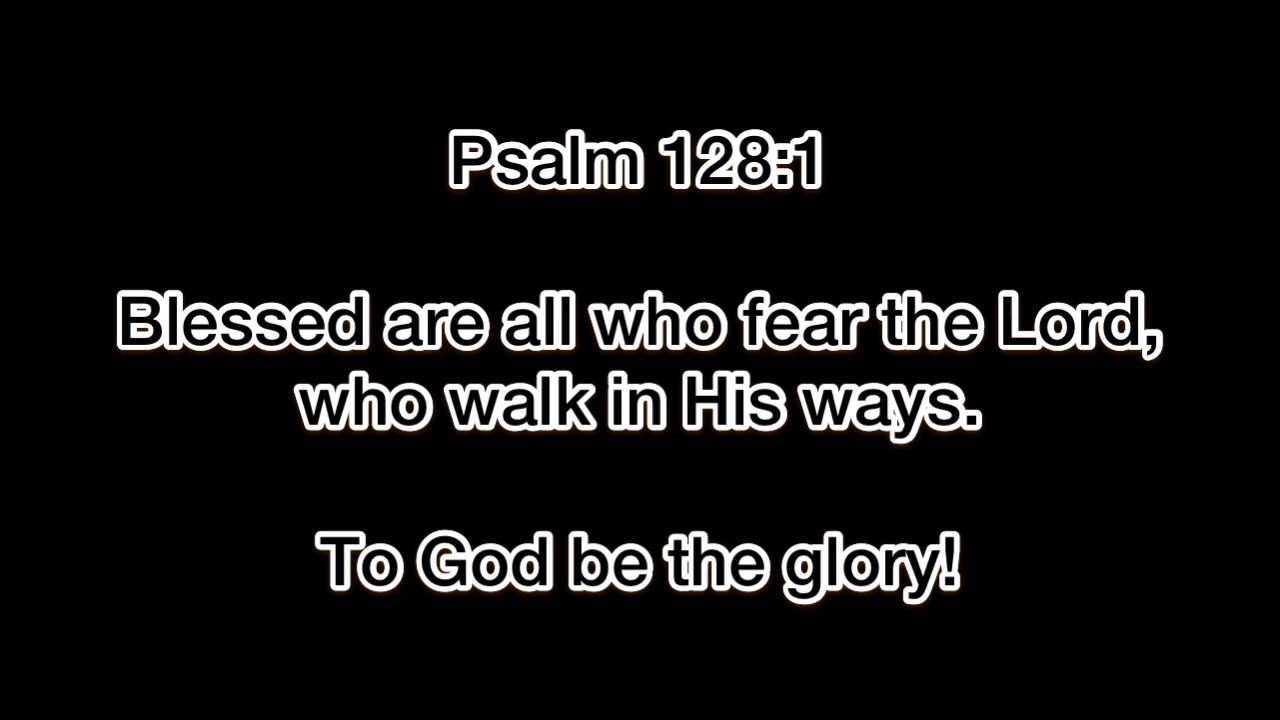 Psalm 128:1
Blessed are all who fear the Lord,
who walk in His ways.
To God be the glory!